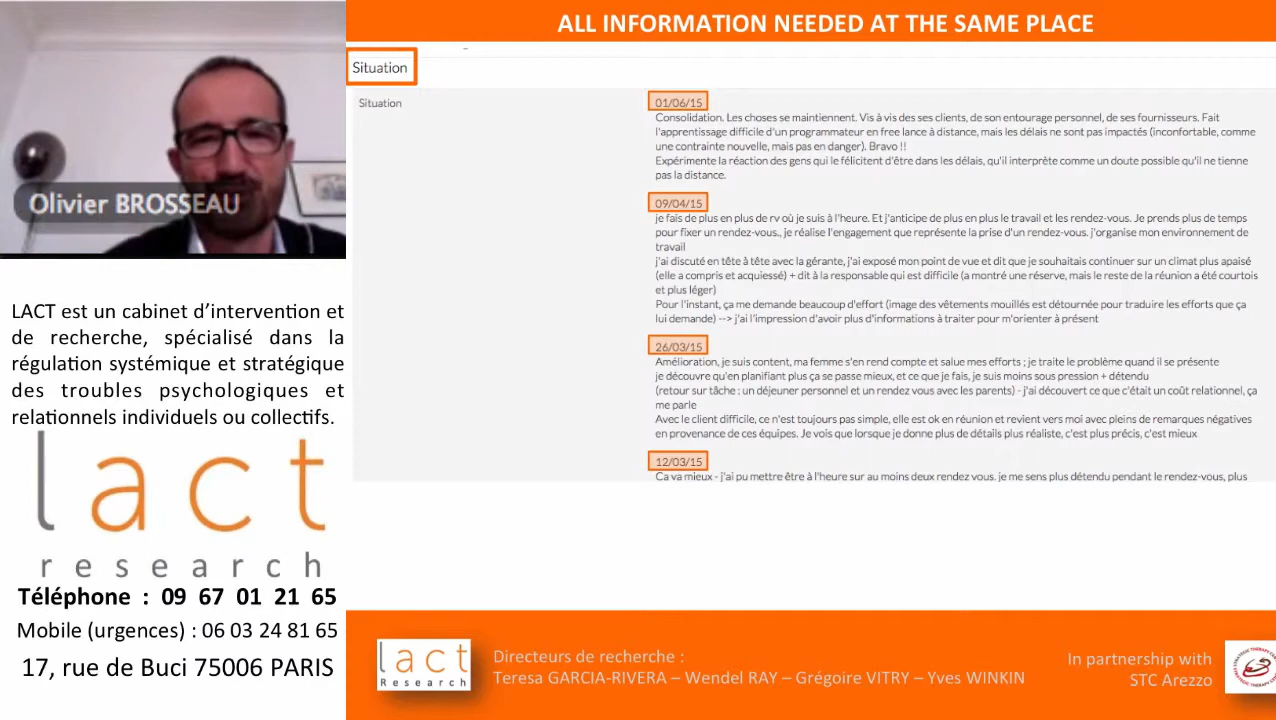 ALL INFORMATION NEEDED AT THE SAME PLACE
Olivier BROSSEAU
LACT est un cabinet d'intervention et
de recherche, spécialisé dans la
régulation systémique et stratégique
des troubles psychologiques et
relationnels individuels ou collectifs.
lact
research
Téléphone : 09 67 01 21 65
Mobile (urgences) : 06 03 24 81 65
17, rue de Buci 75006 PARIS
Situation
Situation
01/06/15
Consolidation. Les choses se maintiennent. Vis à vis des ses clients, de son entourage personnel, de ses fournisseurs. Fait
l'apprentissage difficile d'un programmateur en free lance à distance, mais les délais ne sont pas impactés (inconfortable, comme
une contrainte nouvelle, mais pas en danger). Bravo !!
Expérimente la réaction des gens qui le félicitent d'être dans les délais, qu'il interprète comme un doute possible qu'il ne tienne
pas la distance.
09/04/15
je fais de plus en plus de rv où je suis à l'heure. Et j'anticipe de plus en plus le travail et les rendez-vous. Je prends plus de temps
pour fixer un rendez-vous., je réalise l'engagement que représente la prise d'un rendez-vous. j'organise mon environnement de
travail
j'ai discuté en tête à tête avec la gérante, j'ai exposé mon point de vue et dit que je souhaitais continuer sur un climat plus apaisé
(elle a compris et acquiessé) + dit à la responsable qui est difficile (a montré une réserve, mais le reste de la réunion a été courtois
et plus léger)
Pour l'instant, ça me demande beaucoup d'effort (image des vêtements mouillés est détournée pour traduire les efforts que ça
lui demande) --> j'ai l'impression d'avoir plus d'informations à traiter pour m'orienter à présent
26/03/15
Amélioration, je suis content, ma femme s'en rend compte et salue mes efforts ; je traite le problème quand il se présente
je découvre qu'en planifiant plus ça se passe mieux, et ce que je fais, je suis moins sous pression + détendu
(retour sur tâche : un déjeuner personnel et un rendez vous avec les parents) - j'ai découvert ce que c'était un coût relationnel, ça
me parle
Avec le client difficile, ce n'est toujours pas simple, elle est ok en réunion et revient vers moi avec pleins de remarques négatives
en provenance de ces équipes. Je vois que lorsque je donne plus de détails plus réaliste, c'est plus précis, c'est mieux
12/03/15
Ca va mieux - j'ai pu mettre être à l'heure sur au moins deux rendez vous. je me sens plus détendu pendant le rendez-vous, plus
lact
Research
Directeurs de recherche :
Teresa GARCIA-RIVERA – Wendel RAY – Grégoire VITRY – Yves WINKIN
In partnership with
STC Arezzo